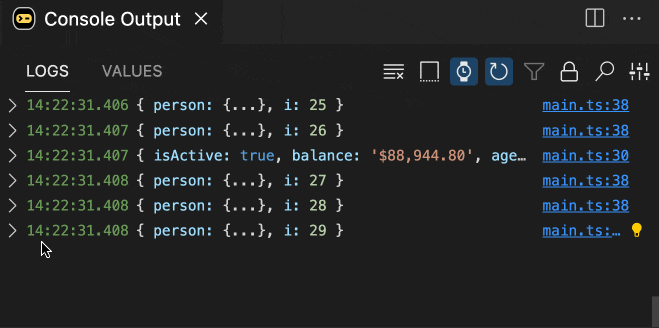 Console Output
LOGS VALUES
14:22:31.406 { person: {...}, i: 25 } main.ts:38
14:22:31.407 { person: {...}, i: 26 } main.ts:38
14:22:31.407 { isActive: true, balance: '$88,944.80', age… main.ts:30
14:22:31.408 { person: {...}, i: 27 } main.ts:38
14:22:31.408 { person: {...}, i: 28 } main.ts:38
14:22:31.408 { person: {...}, i: 29 } main.ts:…